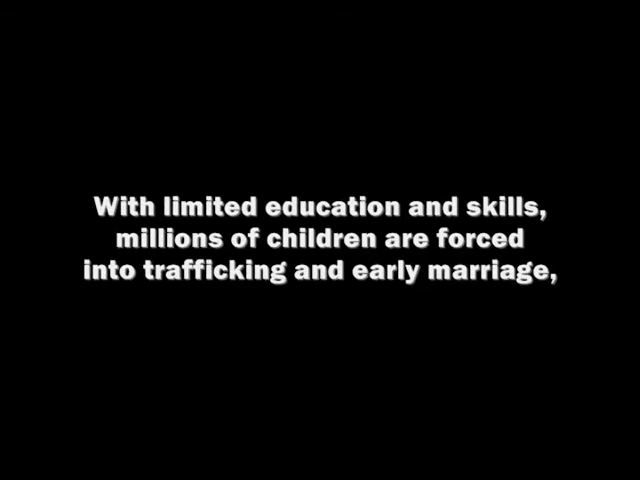 With limited education and skills,
millions of children are forced
into trafficking and early marriage,